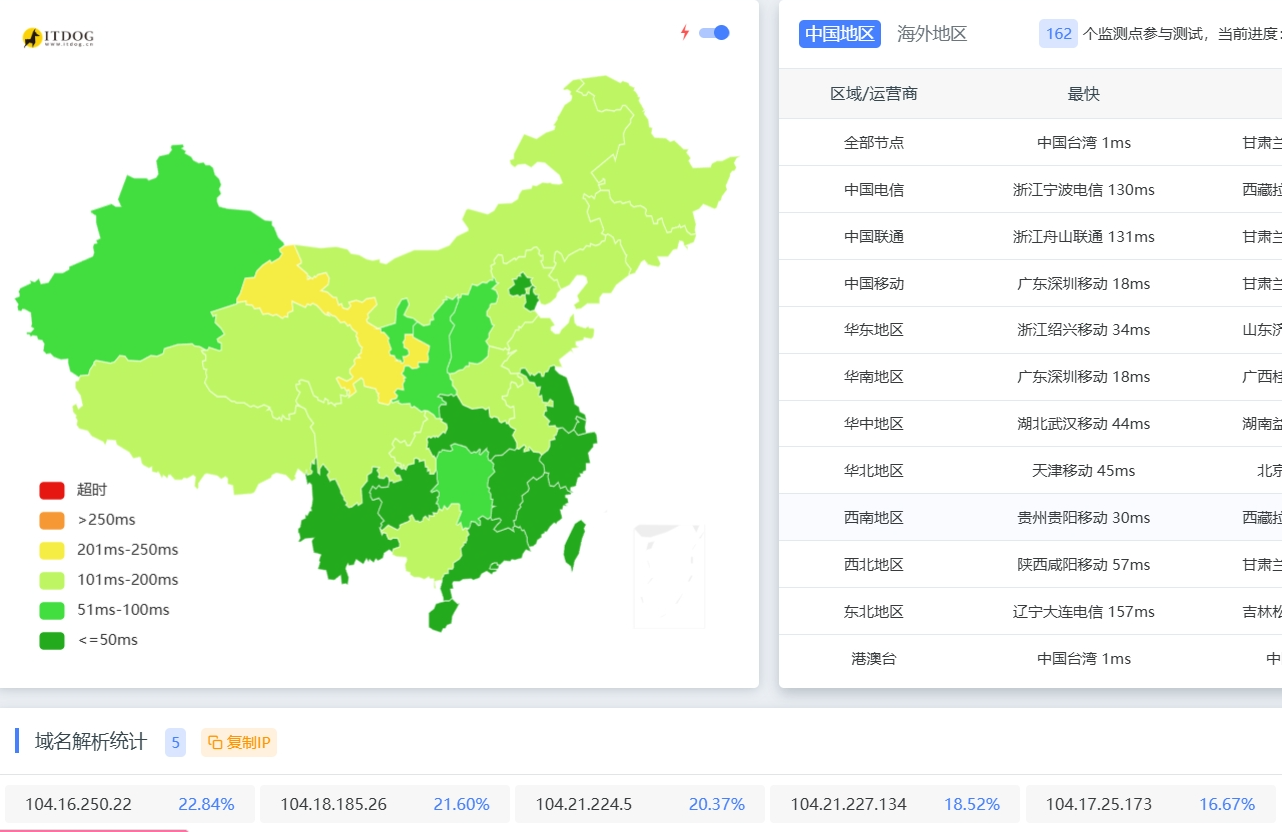 ITDOG
www.itdog.cn
超时
>250ms
201ms-250ms
101ms-200ms
51ms-100ms
<=50ms
中国地区 海外地区 162 个监测点参与测试，当前进度:
区域/运营商 最快
全部节点 中国台湾 1ms 甘肃兰
中国电信 浙江宁波电信 130ms 西藏拉
中国联通 浙江舟山联通 131ms 甘肃兰
中国移动 广东深圳移动 18ms 甘肃兰
华东地区 浙江绍兴移动 34ms 山东济
华南地区 广东深圳移动 18ms 广西桂
华中地区 湖北武汉移动 44ms 湖南益
华北地区 天津移动 45ms 北京
西南地区 贵州贵阳移动 30ms 西藏拉
西北地区 陕西咸阳移动 57ms 甘肃兰
东北地区 辽宁大连电信 157ms 吉林松
港澳台 中国台湾 1ms 中
域名解析统计 5 复制IP
104.16.250.22 22.84% 104.18.185.26 21.60% 104.21.224.5 20.37% 104.21.227.134 18.52% 104.17.25.173 16.67%